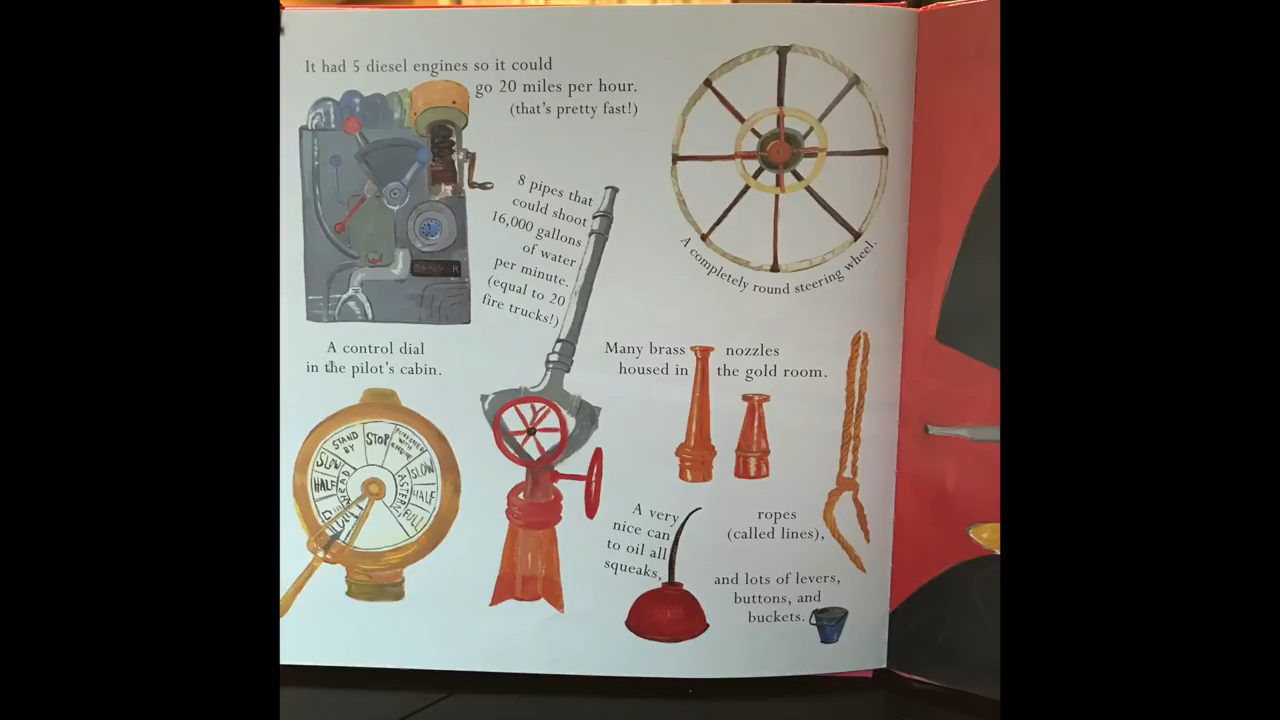 It had 5 diesel engines so it could
go 20 miles per hour.
(that's pretty fast!)
DANGER
8 pipes that
could shoot
16,000 gallons
of water
per minute.
(equal to 20
fire trucks!)
A completely round steering wheel.
A control dial
in the pilot's cabin.
STAND
BY
STOP
FINISHED
WITH
ENGINE
SLOW
HALF
FULL
AHEAD
SLOW
HALF
FULL
ASTERN
Many brass nozzles
housed in the gold room.
A very
nice can
to oil all
squeaks,
ropes
(called lines),
and lots of levers,
buttons, and
buckets.